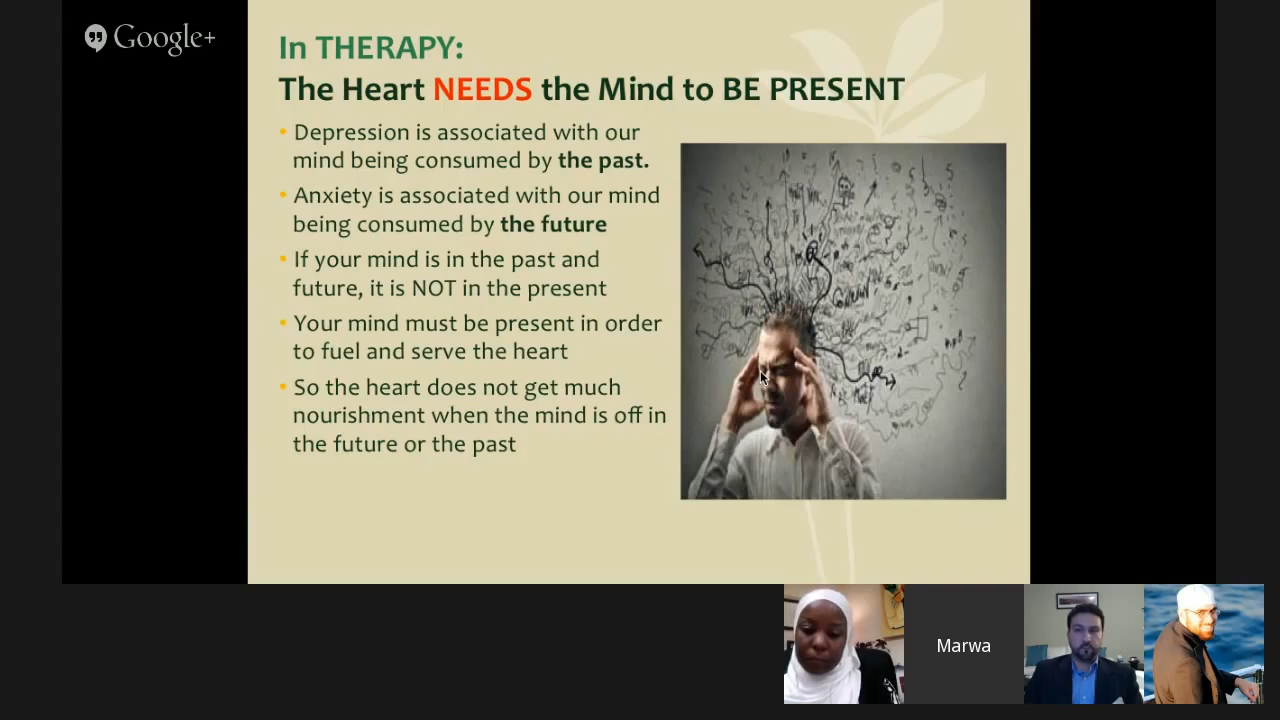 Google+
In THERAPY:
The Heart NEEDS the Mind to BE PRESENT
• Depression is associated with our
mind being consumed by the past.
• Anxiety is associated with our mind
being consumed by the future
• If your mind is in the past and
future, it is NOT in the present
• Your mind must be present in order
to fuel and serve the heart
• So the heart does not get much
nourishment when the mind is off in
the future or the past
Marwa